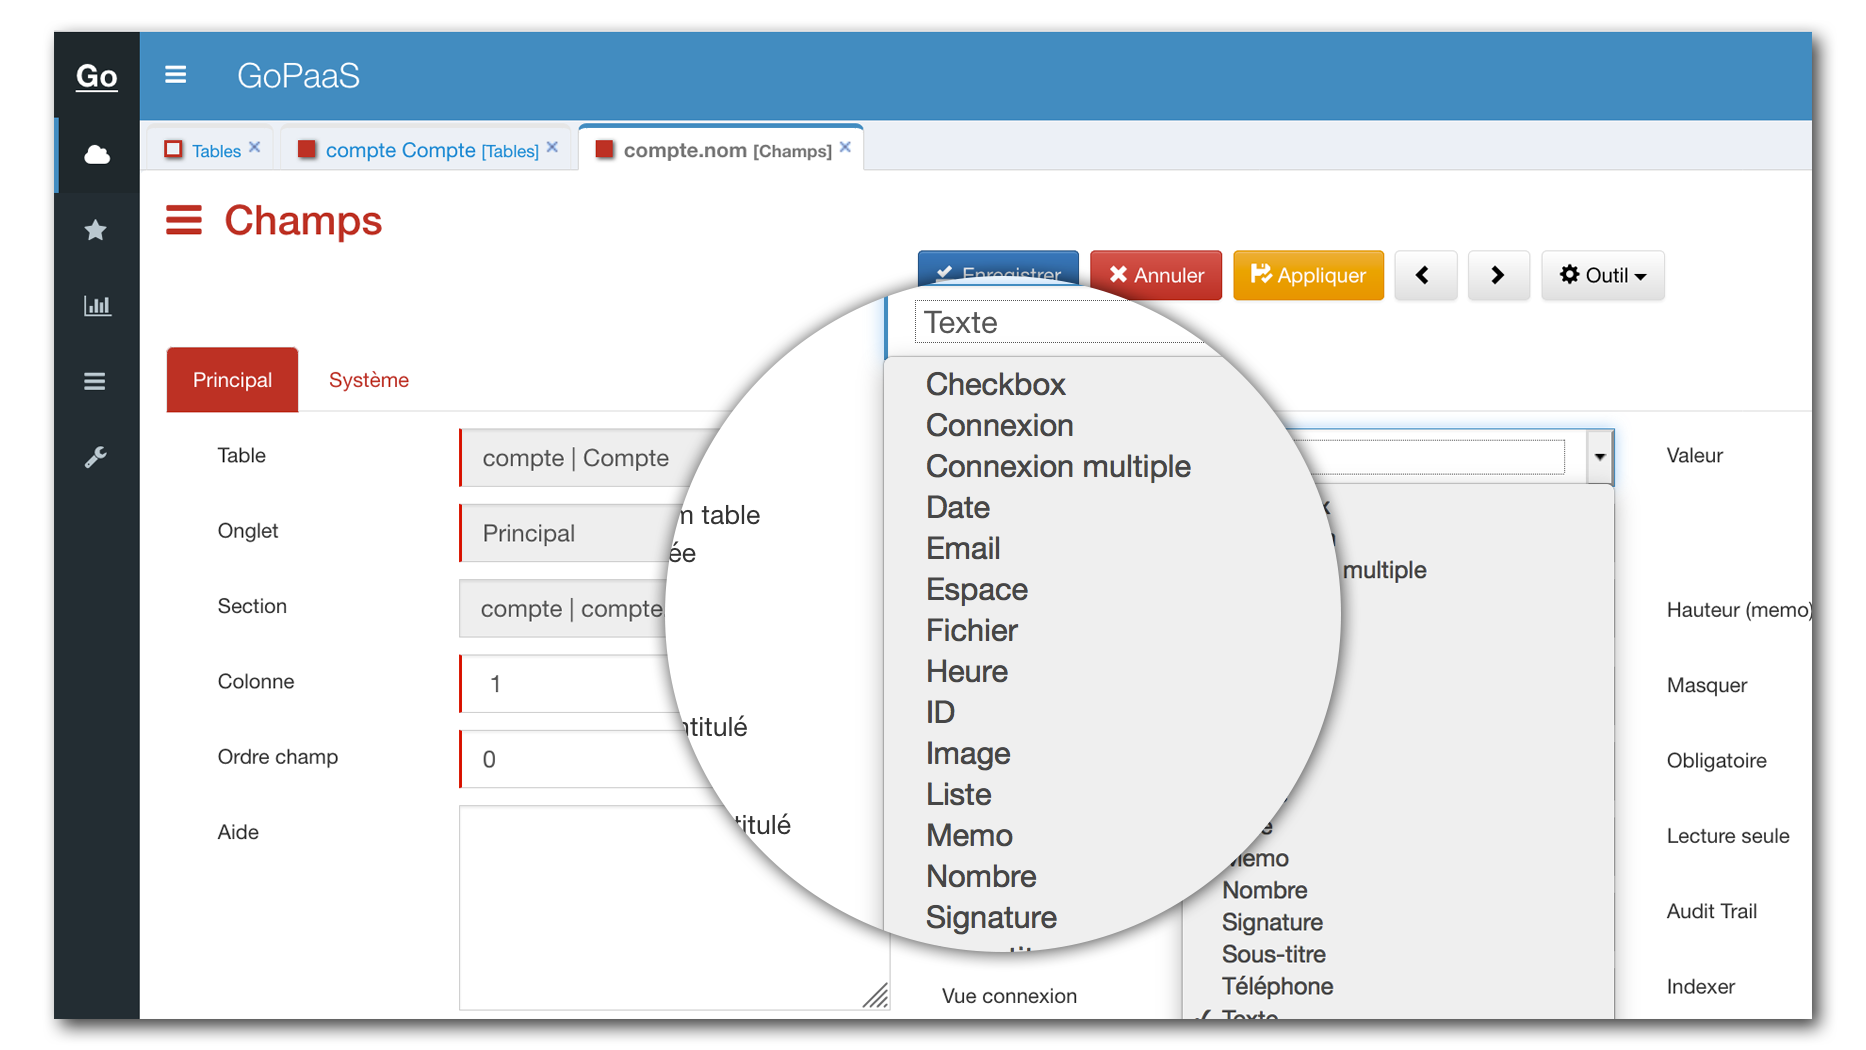 Go
GoPaaS
Tables
compte Compte [Tables]
compte.nom [Champs]
Champs
Enregistrer
Annuler
Appliquer
Outil
Principal
Système
Table
compte | Compte
Onglet
Principal
Section
compte | compte
Colonne
1
Ordre champ
0
Aide
n table
ée
ntitulé
titulé
Texte
Checkbox
Connexion
Connexion multiple
Date
Email
Espace
Fichier
Heure
ID
Image
Liste
Memo
Nombre
Signature
multiple
Memo
Nombre
Signature
Sous-titre
Téléphone
Texte
Vue connexion
Valeur
Hauteur (memo)
Masquer
Obligatoire
Lecture seule
Audit Trail
Indexer